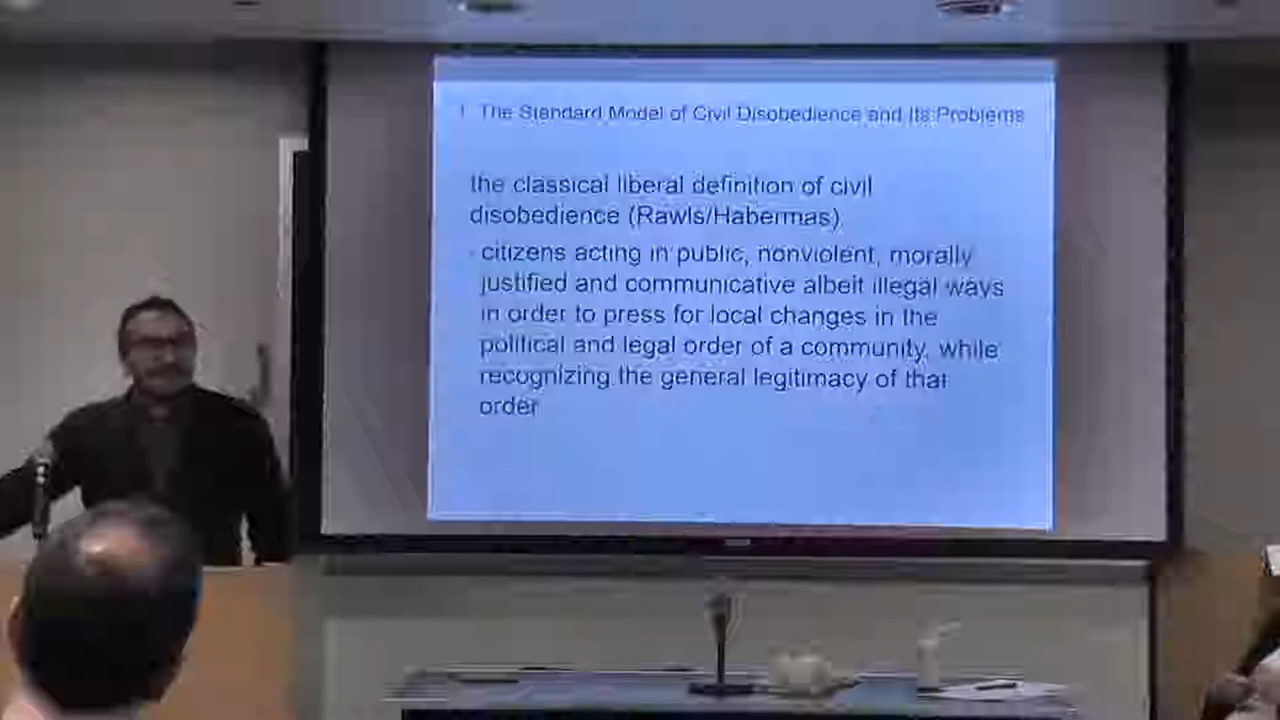 I The Standard Model of Civil Disobedience and Its Problems
the classical liberal definition of civil
disobedience (Rawls/Habermas)
- citizens acting in public, nonviolent, morally
justified and communicative albeit illegal ways
in order to press for local changes in the
political and legal order of a community, while
recognizing the general legitimacy of that
order